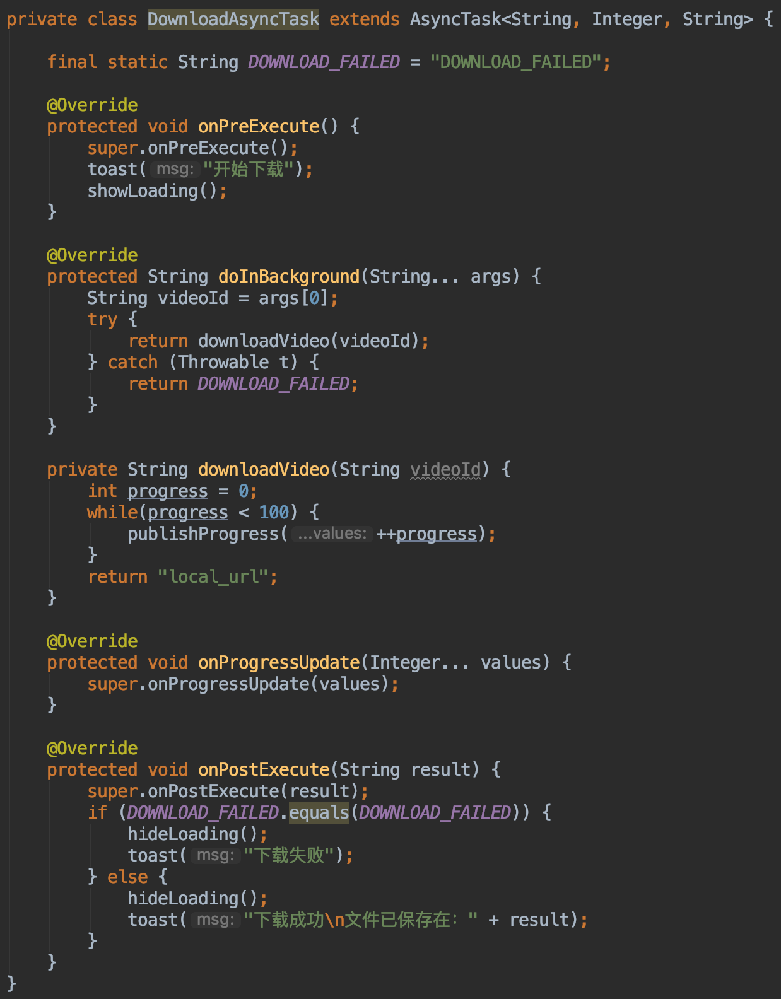 private class DownloadAsyncTask extends AsyncTask<String, Integer, String> {
final static String DOWNLOAD_FAILED = "DOWNLOAD_FAILED";
@Override
protected void onPreExecute() {
super.onPreExecute();
toast( msg: "开始下载");
showLoading();
}
@Override
protected String doInBackground(String... args) {
String videoId = args[0];
try {
return downloadVideo(videoId);
} catch (Throwable t) {
return DOWNLOAD_FAILED;
}
}
private String downloadVideo(String videoId) {
int progress = 0;
while(progress < 100) {
publishProgress( ...values: ++progress);
}
return "local_url";
}
@Override
protected void onProgressUpdate(Integer... values) {
super.onProgressUpdate(values);
}
@Override
protected void onPostExecute(String result) {
super.onPostExecute(result);
if (DOWNLOAD_FAILED.equals(DOWNLOAD_FAILED)) {
hideLoading();
toast( msg: "下载失败");
} else {
hideLoading();
toast( msg: "下载成功\n文件已保存在：" + result);
}
}
}